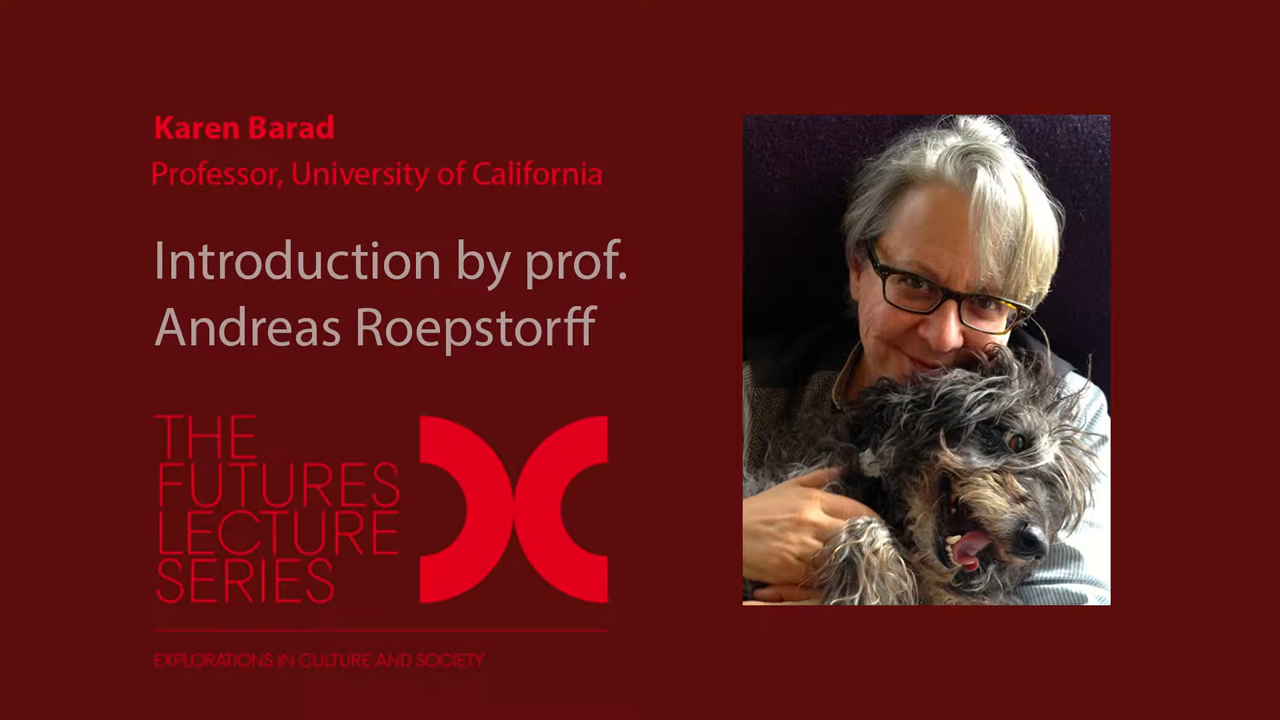 Karen Barad
Professor, University of California
Introduction by prof.
Andreas Roepstorff
THE
FUTURES
LECTURE
SERIES
EXPLORATIONS IN CULTURE AND SOCIETY